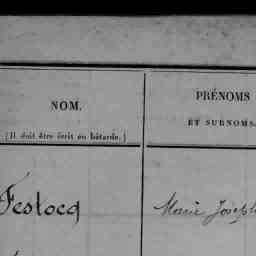 NOM.
(Il doit être écrit en bâtarde.)
PRÉNOMS
ET SURNOMS.
Festocq
Marie Joseph